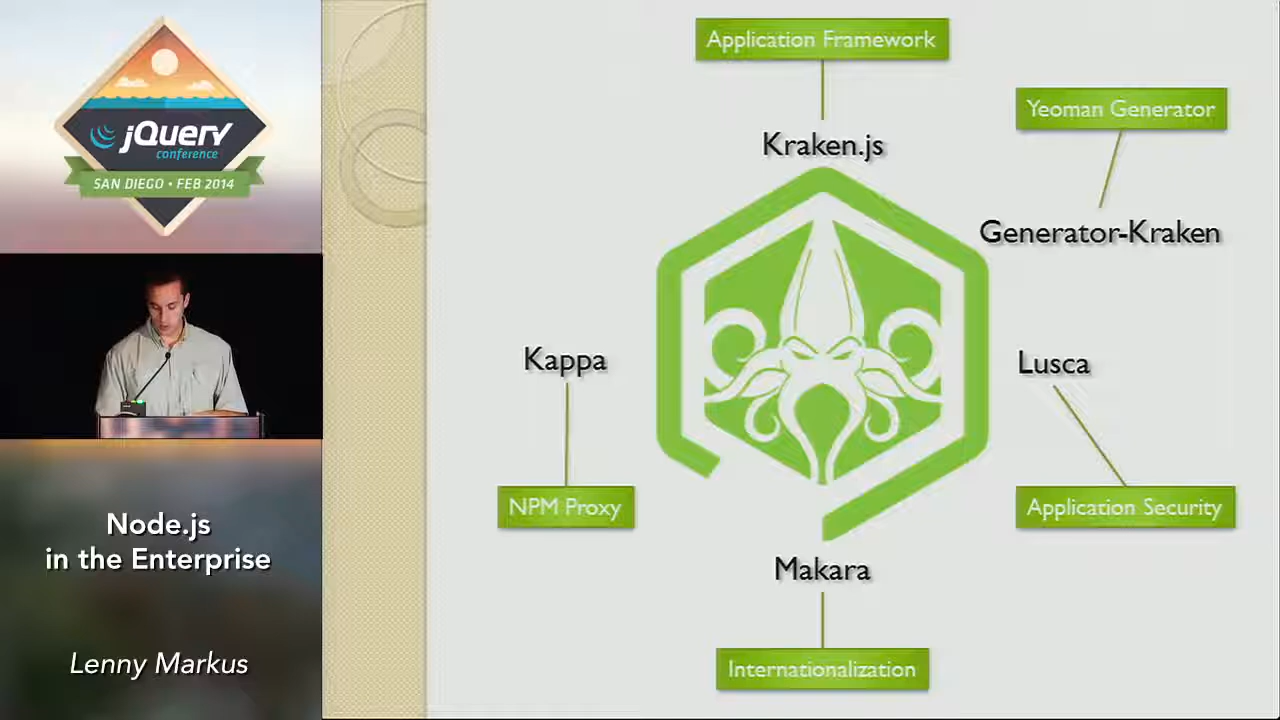 jQuery
conference
SAN DIEGO • FEB 2014
Node.js
in the Enterprise
Lenny Markus
Application Framework
Kraken.js
Yeoman Generator
Generator-Kraken
Kappa
NPM Proxy
Lusca
Application Security
Makara
Internationalization